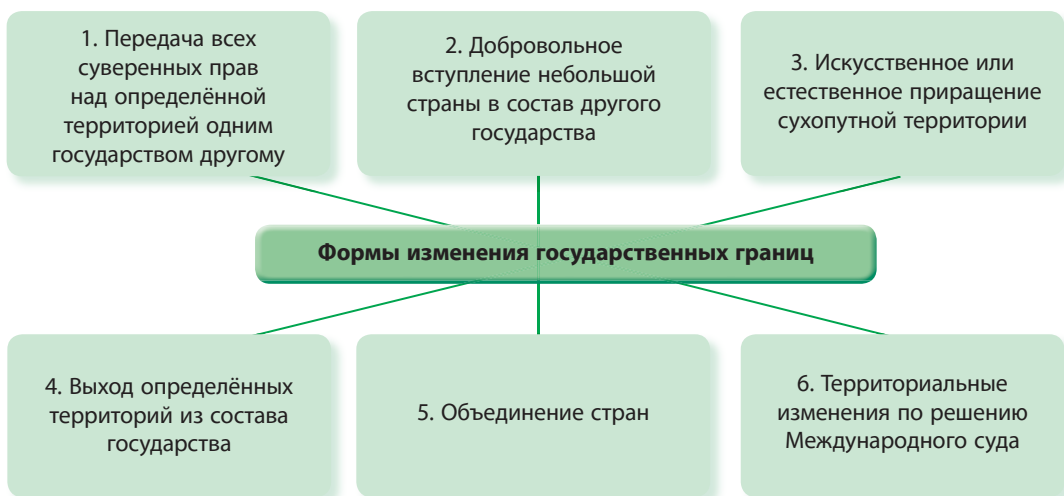 1. Передача всех
суверенных прав
над определённой
территорией одним
государством другому
2. Добровольное
вступление небольшой
страны в состав другого
государства
3. Искусственное или
естественное приращение
сухопутной территории
Формы изменения государственных границ
4. Выход определённых
территорий из состава
государства
5. Объединение стран
6. Территориальные
изменения по решению
Международного суда